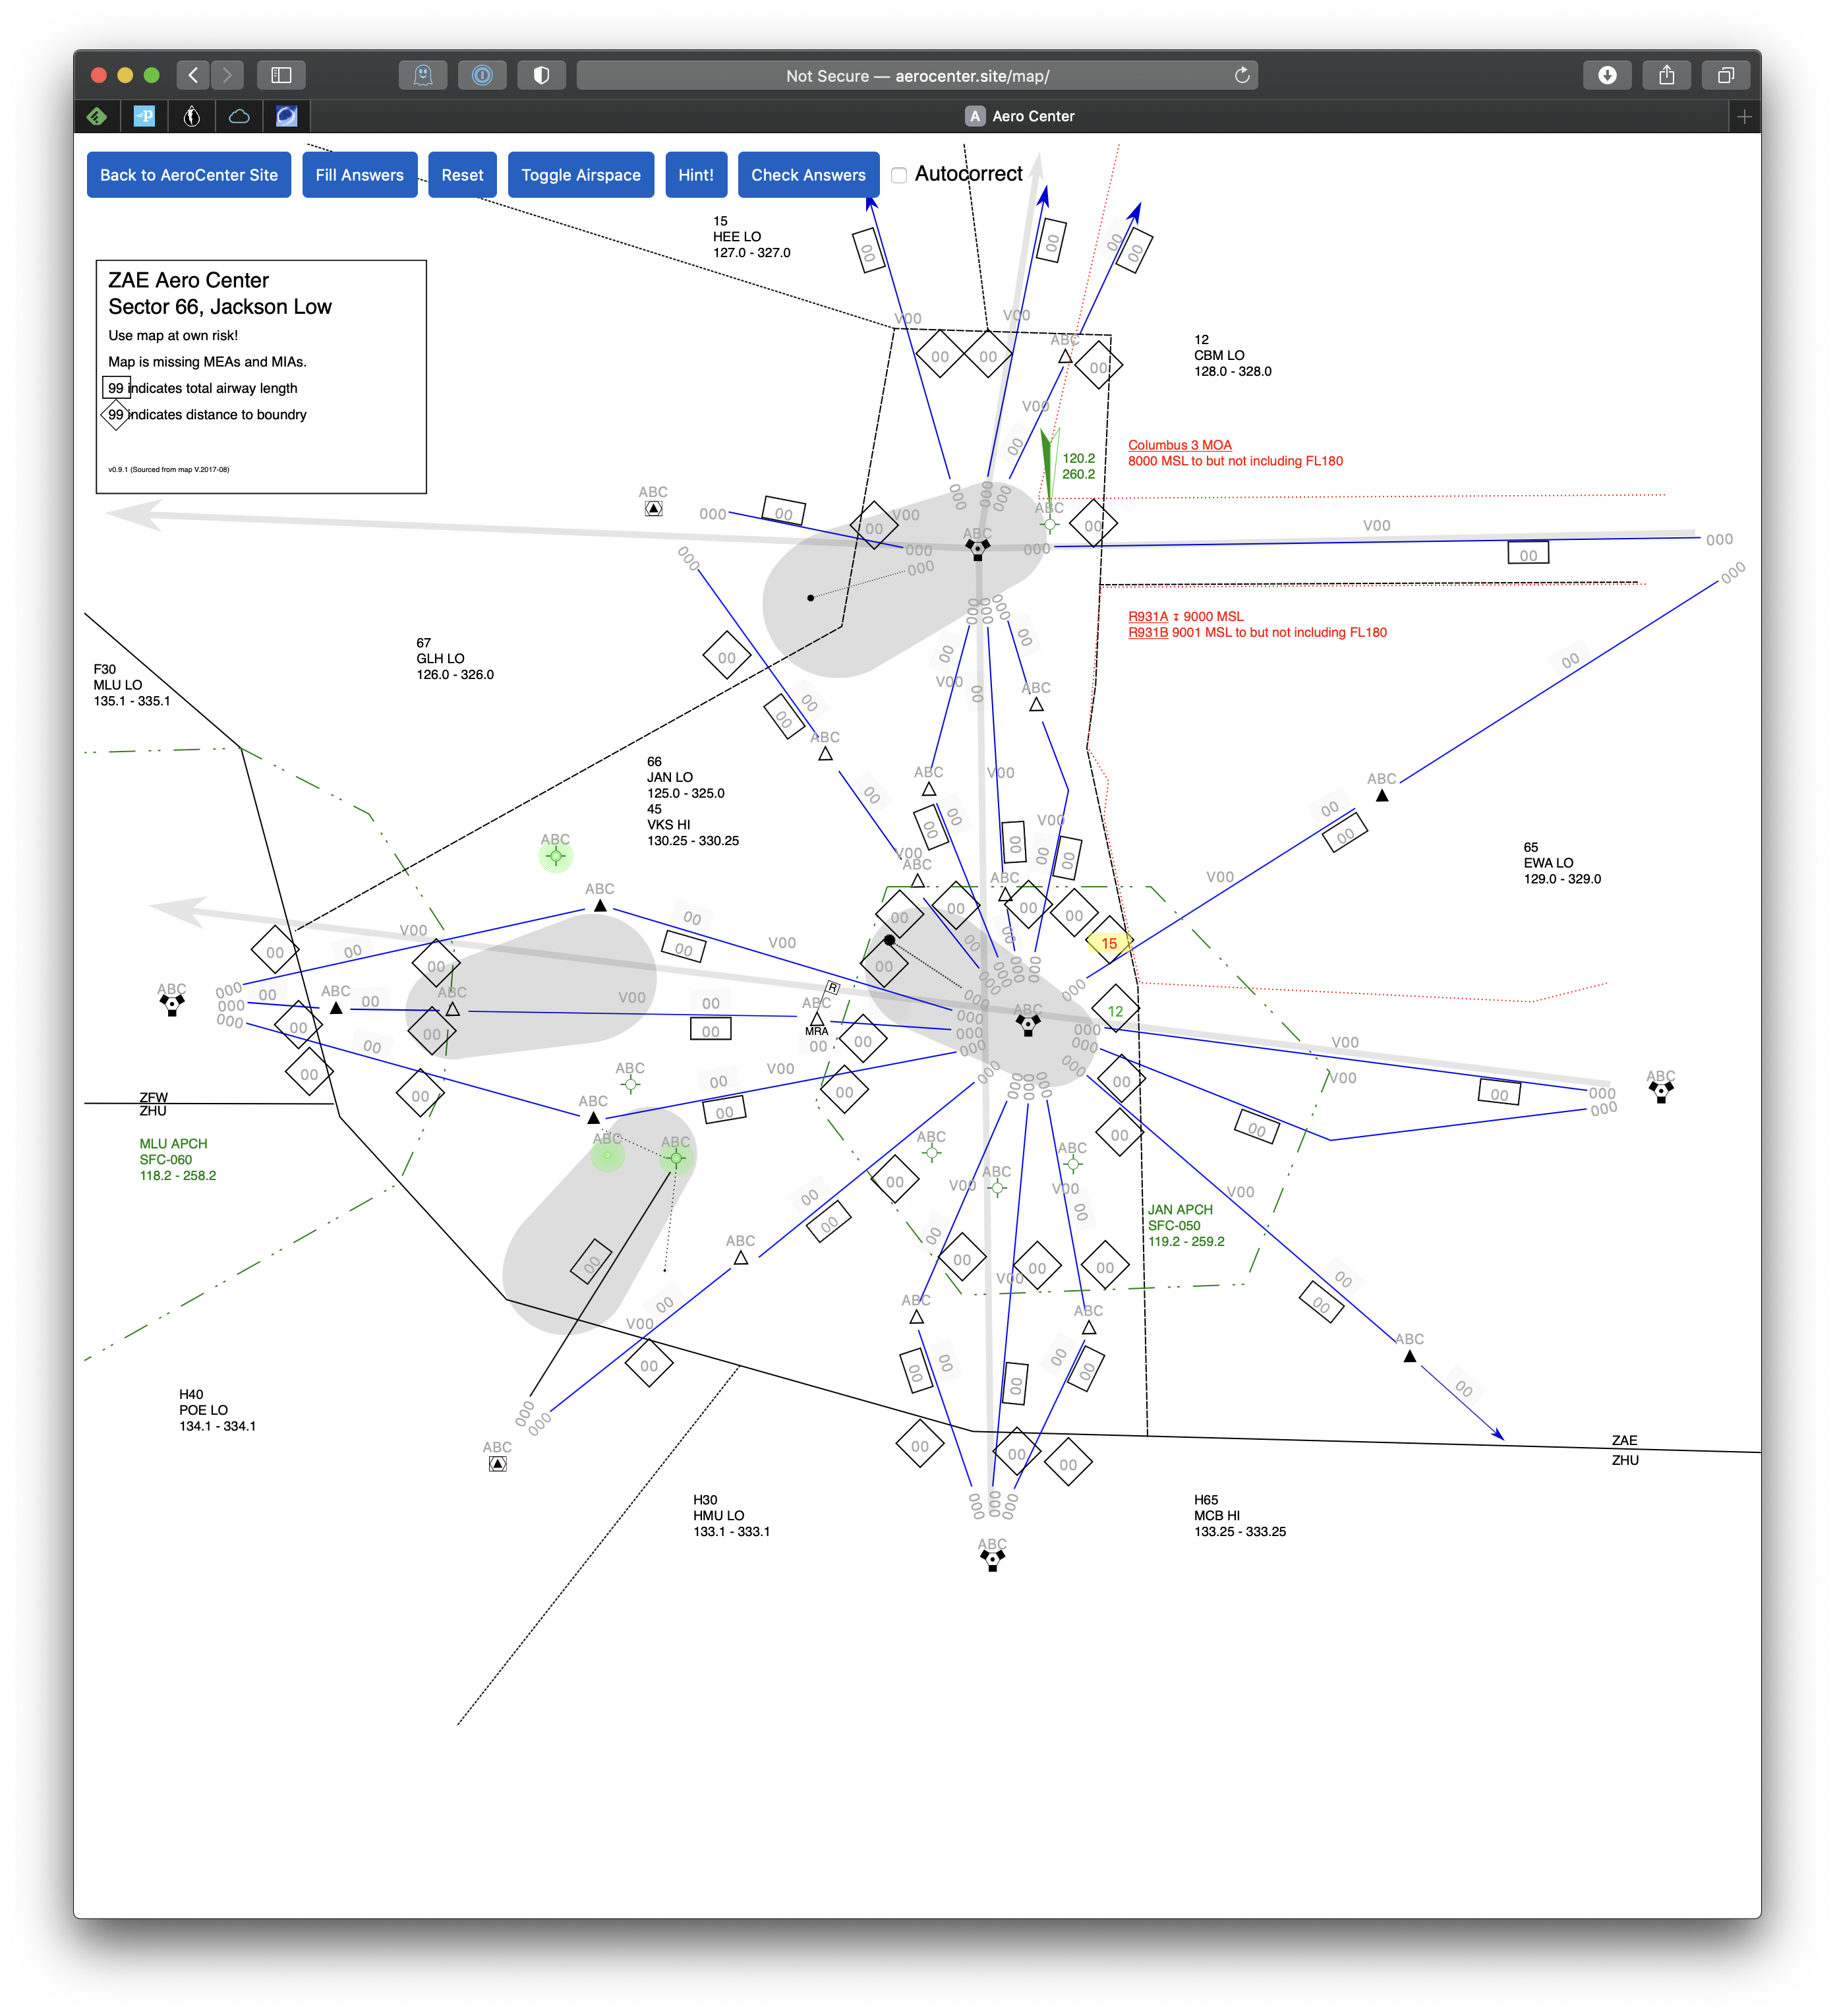 Not Secure — aerocenter.site/map/
A Aero Center
Back to AeroCenter Site
Fill Answers
Reset
Toggle Airspace
Hint!
Check Answers
Autocorrect
ZAE Aero Center
Sector 66, Jackson Low
Use map at own risk!
Map is missing MEAs and MIAs.
99 indicates total airway length
99 indicates distance to boundry
v0.9.1 (Sourced from map V.2017-08)
15
HEE LO
127.0 - 327.0
12
CBM LO
128.0 - 328.0
Columbus 3 MOA
8000 MSL to but not including FL180
120.2
260.2
R931A ↧ 9000 MSL
R931B 9001 MSL to but not including FL180
67
GLH LO
126.0 - 326.0
F30
MLU LO
135.1 - 335.1
66
JAN LO
125.0 - 325.0
45
VKS HI
130.25 - 330.25
65
EWA LO
129.0 - 329.0
15
12
R
MRA
ZFW
ZHU
MLU APCH
SFC-060
118.2 - 258.2
JAN APCH
SFC-050
119.2 - 259.2
H40
POE LO
134.1 - 334.1
ZAE
ZHU
H30
HMU LO
133.1 - 333.1
H65
MCB HI
133.25 - 333.25
ABC
V00
000
00